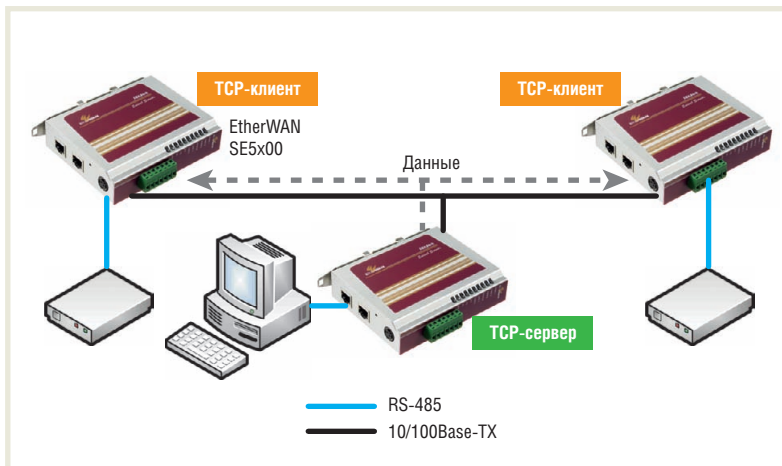 TCP-клиент
TCP-клиент
EtherWAN
SE5x00
Данные
TCP-сервер
RS-485
10/100Base-TX